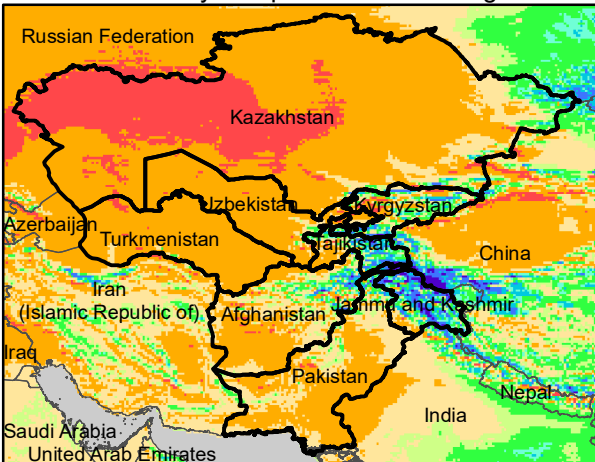 Russian Federation
Kazakhstan
Uzbekistan
Kyrgyzstan
Azerbaijan
Turkmenistan
Tajikistan
China
Iran
(Islamic Republic of)
Afghanistan
Jammu and Kashmir
Iraq
Pakistan
Nepal
India
Saudi Arabia
United Arab Emirates